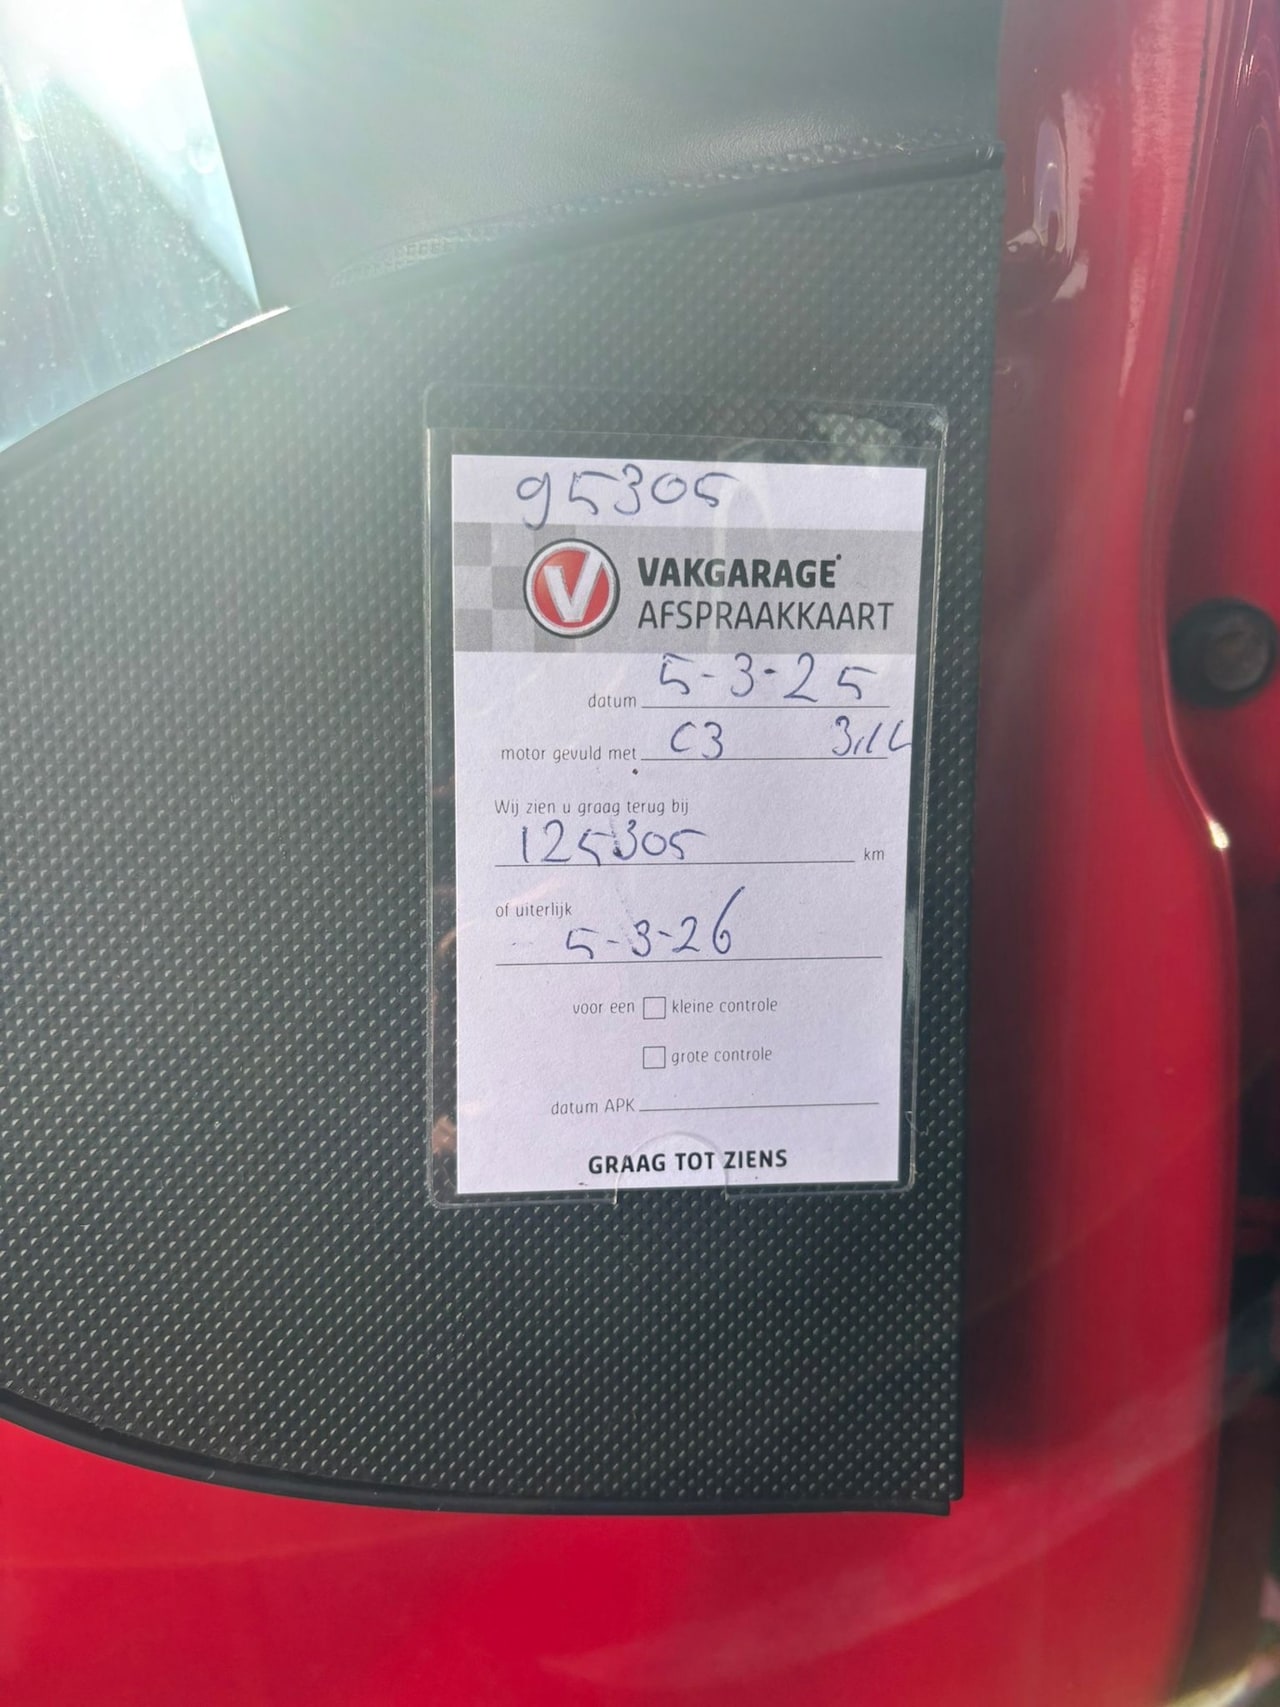 95305
V VAKGARAGE
AFSPRAAKKAART
datum 5-3-25
motor gevuld met C3 3,1L
Wij zien u graag terug bij
125305 km
of uiterlijk
5-3-26
voor een kleine controle
grote controle
datum APK
GRAAG TOT ZIENS